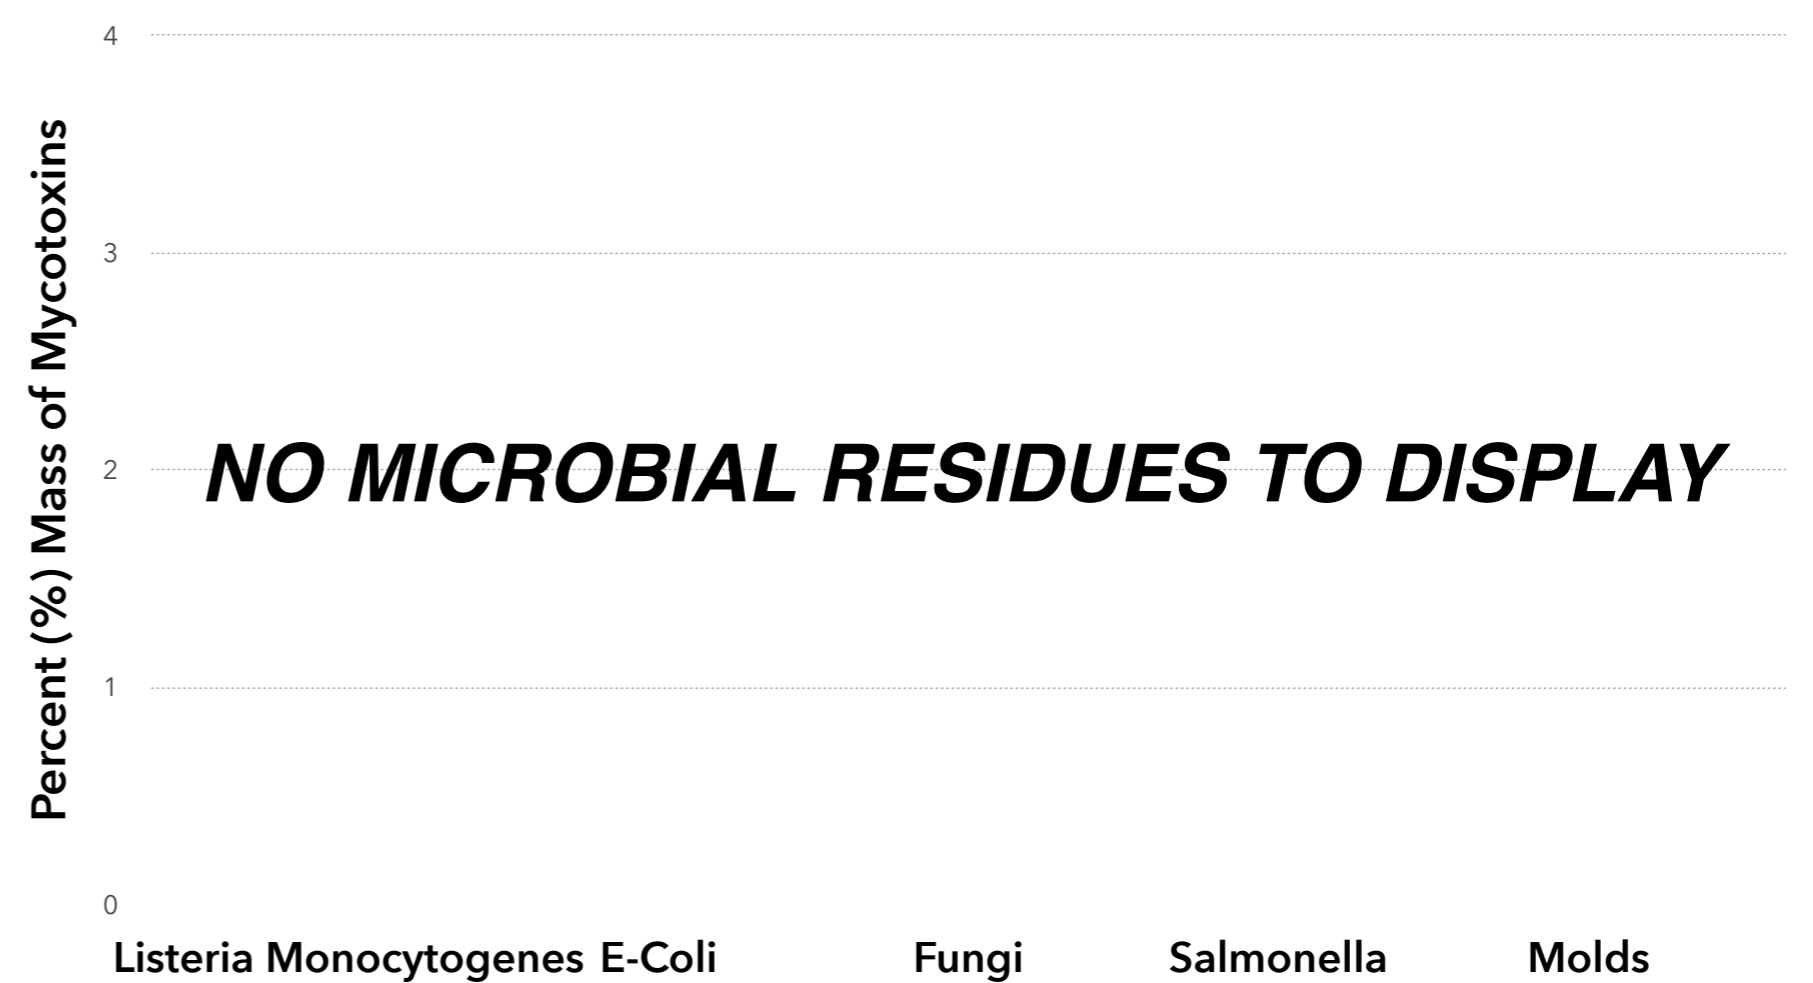 Percent (%) Mass of Mycotoxins
4
3
2
NO MICROBIAL RESIDUES TO DISPLAY
1
0
Listeria Monocytogenes E-Coli Fungi Salmonella Molds